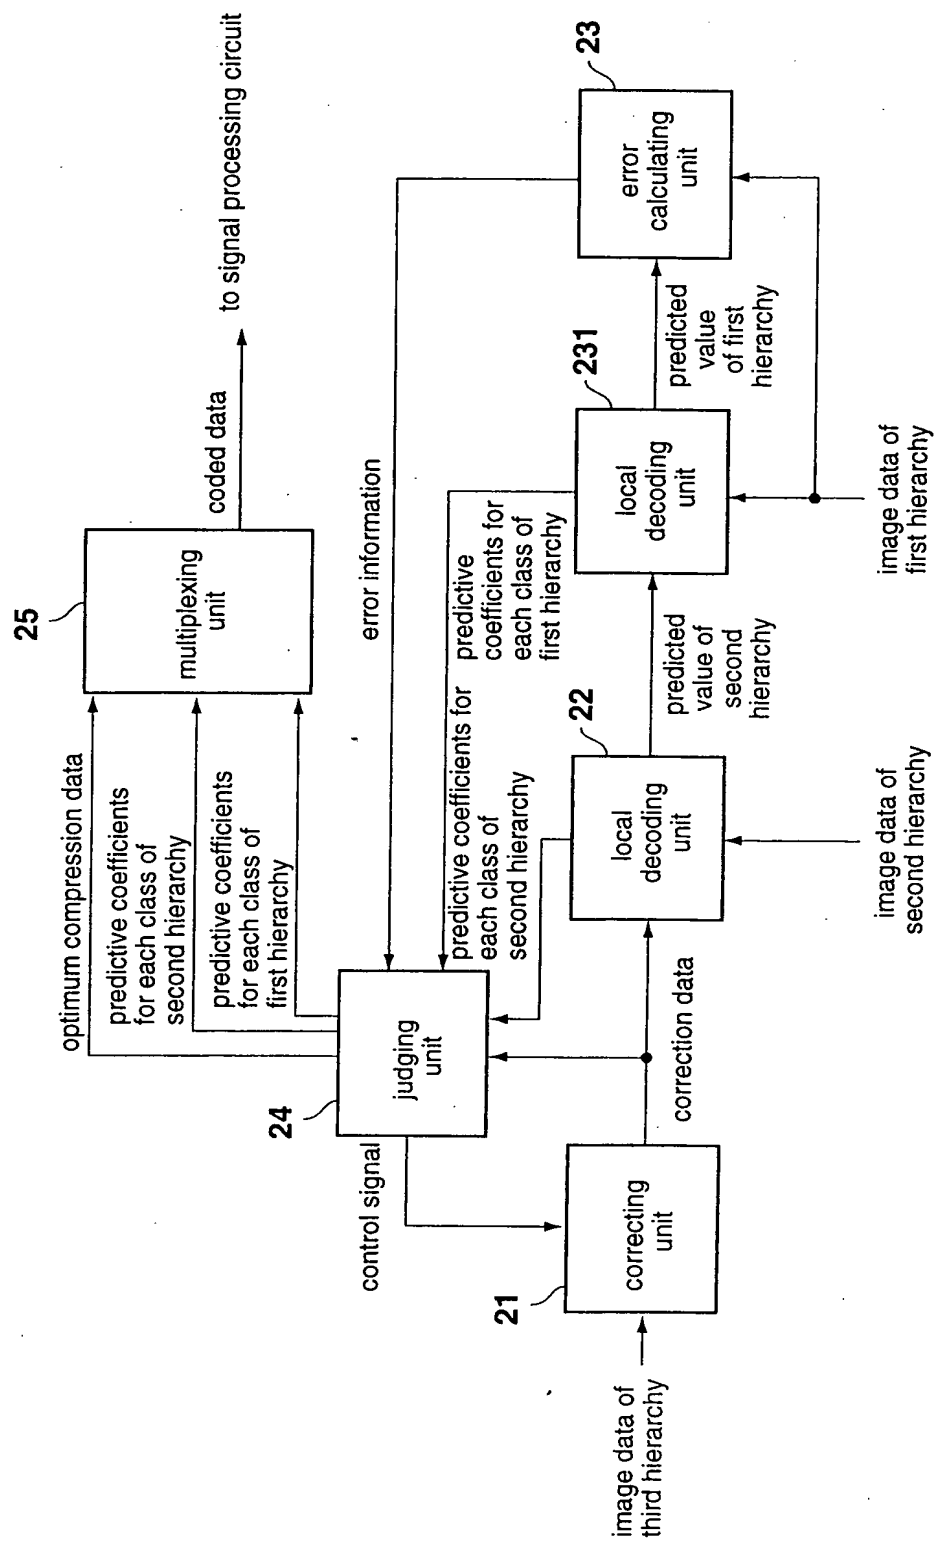 25
multiplexing
unit
coded data
to signal processing circuit
optimum compression data
predictive coefficients
for each class of
second hierarchy
predictive coefficients
for each class of
first hierarchy
24
judging
unit
control signal
error information
predictive
coefficients for
each class of
first hierarchy
predictive coefficients for
each class of
second hierarchy
21
correcting
unit
image data of
third hierarchy
correction data
22
local
decoding
unit
image data of
second hierarchy
predicted
value of
second
hierarchy
231
local
decoding
unit
image data of
first hierarchy
predicted
value
of first
hierarchy
23
error
calculating
unit